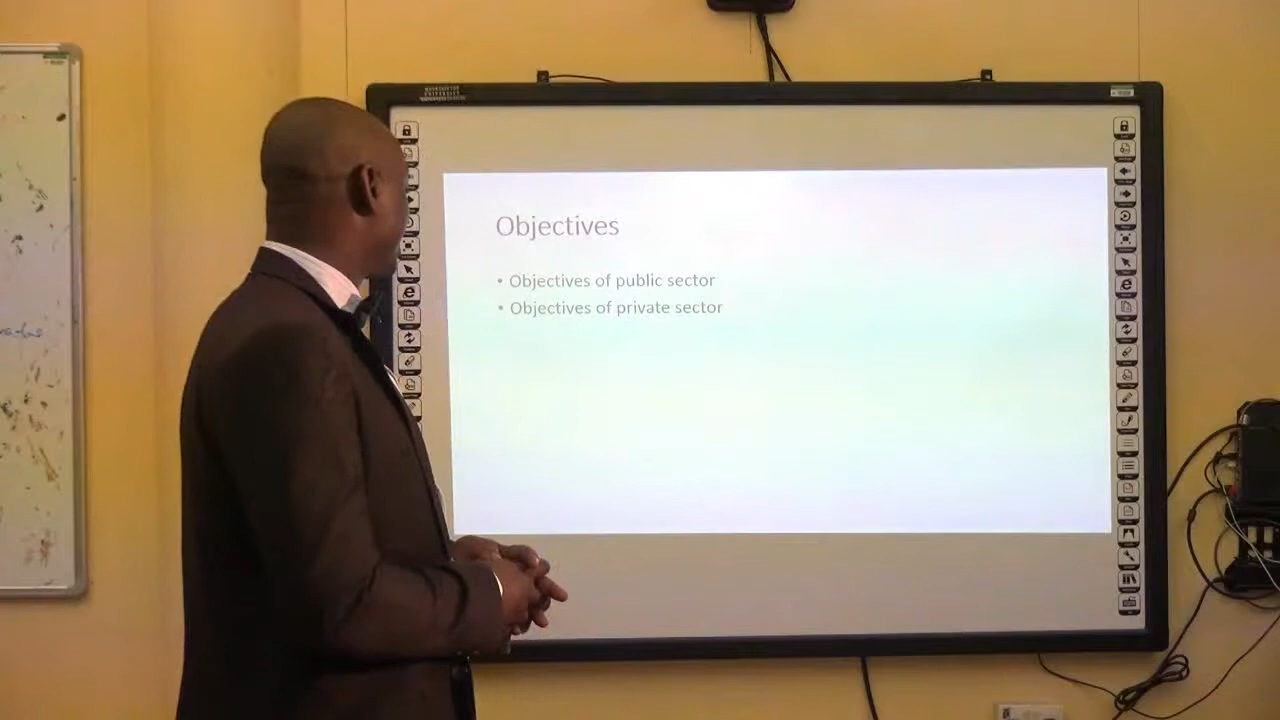 Objectives
• Objectives of public sector
• Objectives of private sector